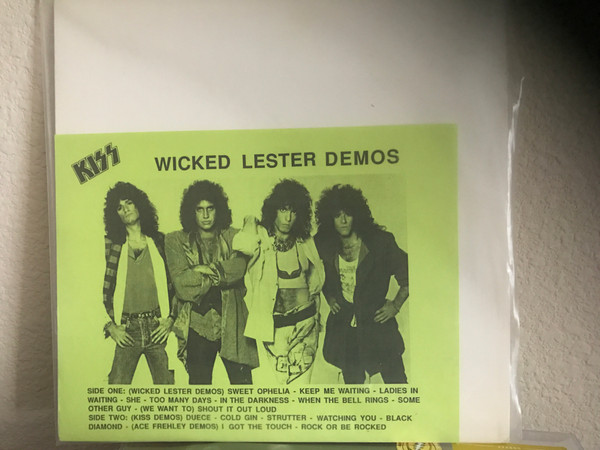 KISS
WICKED LESTER DEMOS
SIDE ONE: (WICKED LESTER DEMOS) SWEET OPHELIA - KEEP ME WAITING - LADIES IN
WAITING - SHE - TOO MANY DAYS - IN THE DARKNESS - WHEN THE BELL RINGS - SOME
OTHER GUY - (WE WANT TO) SHOUT IT OUT LOUD
SIDE TWO: (KISS DEMOS) DUECE - COLD GIN - STRUTTER - WATCHING YOU - BLACK
DIAMOND - (ACE FREHLEY DEMOS) I GOT THE TOUCH - ROCK OR BE ROCKED